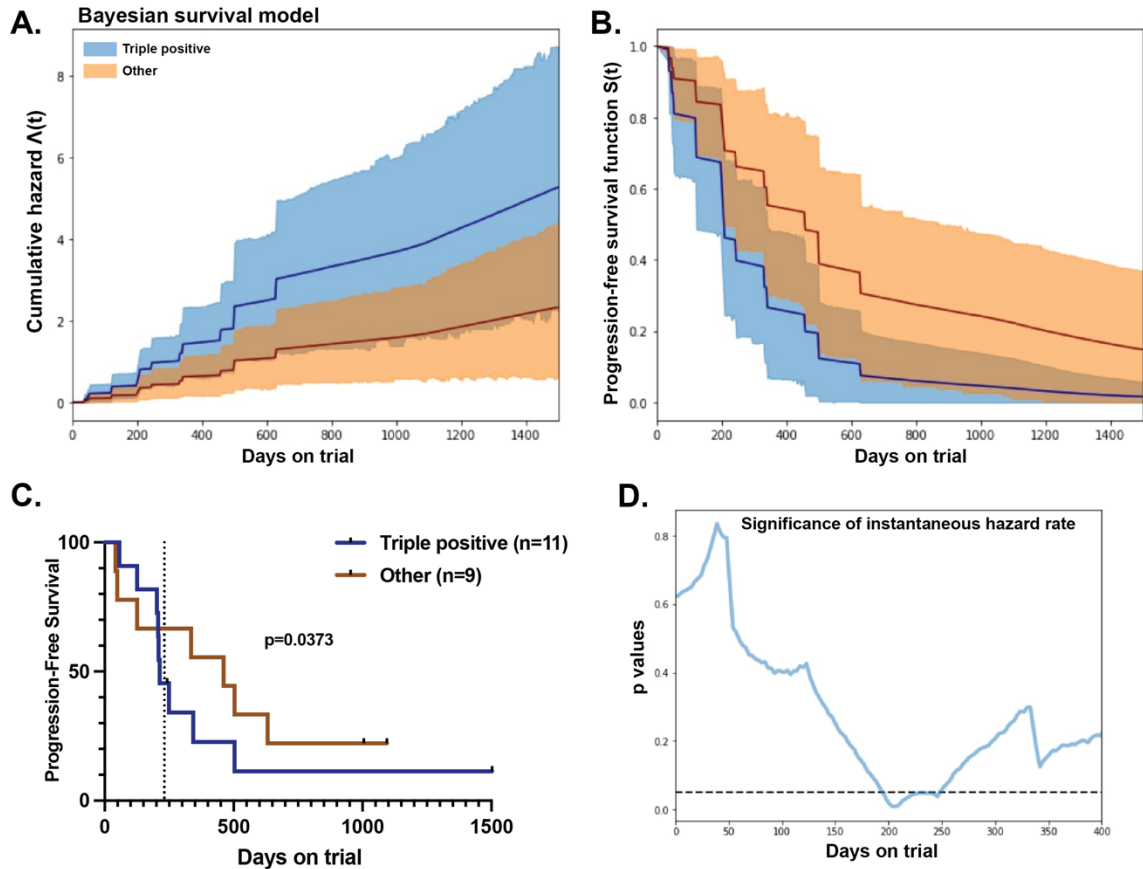 A.
Bayesian survival model
Triple positive
Other
Cumulative hazard Λ(t)
8
6
4
2
0
0 200 400 600 800 1000 1200 1400
Days on trial
B.
Progression-free survival function S(t)
1.0
0.8
0.6
0.4
0.2
0.0
0 200 400 600 800 1000 1200 1400
Days on trial
C.
Triple positive (n=11)
Other (n=9)
p=0.0373
Progression-Free Survival
100
50
0
0 500 1000 1500
Days on trial
D.
Significance of instantaneous hazard rate
p values
0.8
0.6
0.4
0.2
0.0
0 50 100 150 200 250 300 350 400
Days on trial